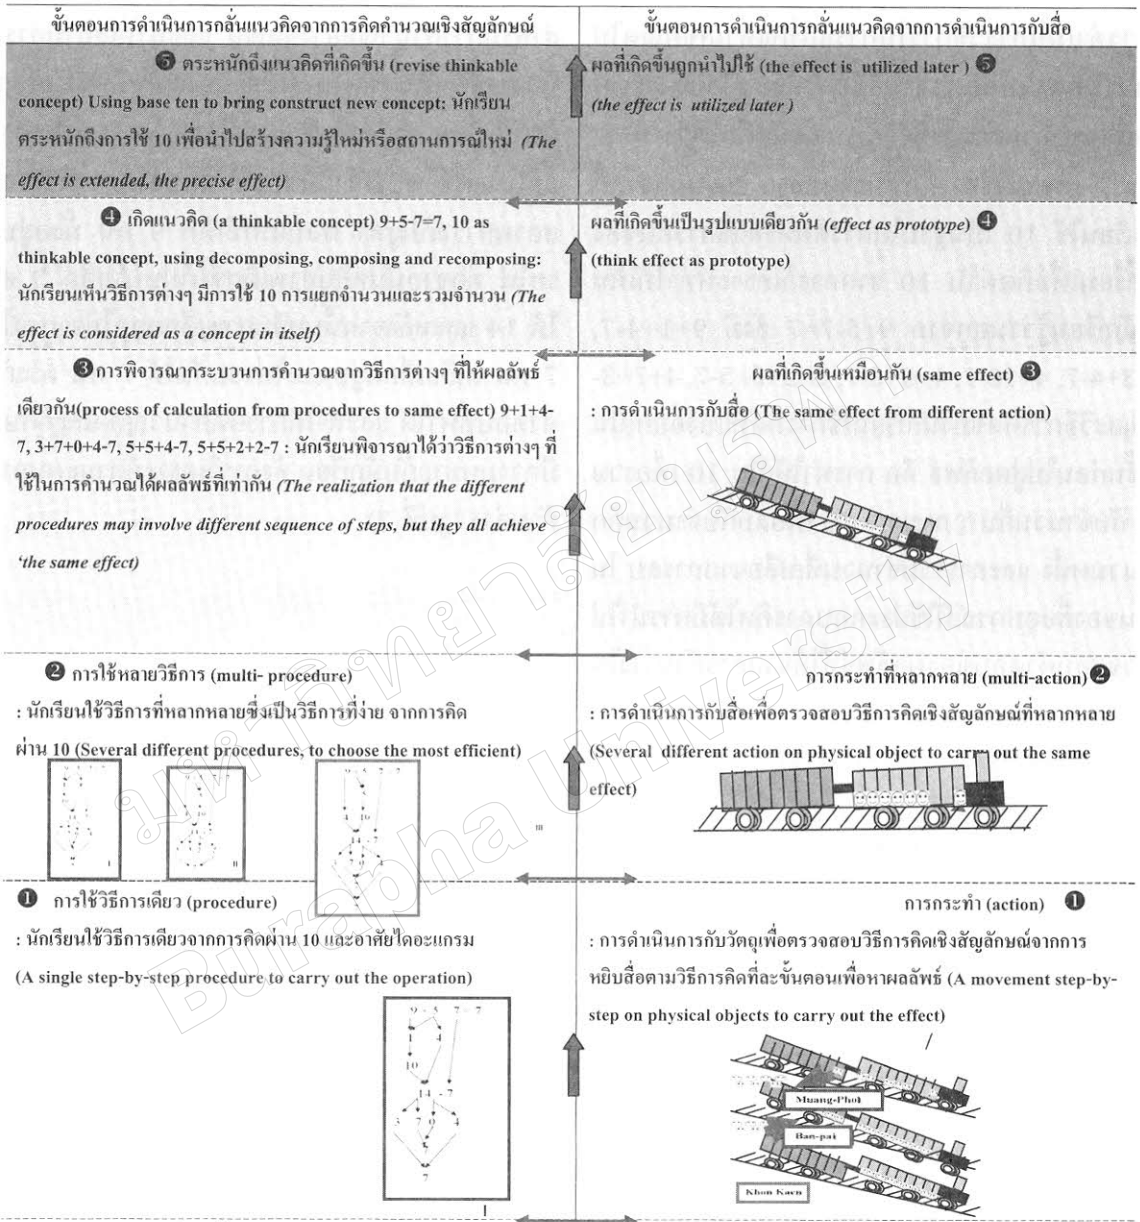 ขั้นตอนการดำเนินการกลั่นแนวคิดจากการคิดคำนวณเชิงสัญลักษณ์
❺ ตระหนักถึงแนวคิดที่เกิดขึ้น (revise thinkable
concept) Using base ten to bring construct new concept: นักเรียน
ตระหนักถึงการใช้ 10 เพื่อนำไปสร้างความรู้ใหม่หรือสถานการณ์ใหม่ (The
effect is extended, the precise effect)
❹ เกิดแนวคิด (a thinkable concept) 9+5-7=7, 10 as
thinkable concept, using decomposing, composing and recomposing:
นักเรียนเห็นวิธีการต่างๆ มีการใช้ 10 การแยกจำนวนและรวมจำนวน (The
effect is considered as a concept in itself)
❸ การพิจารณากระบวนการคำนวณจากวิธีการต่างๆ ที่ให้ผลลัพธ์
เดียวกัน(process of calculation from procedures to same effect) 9+1+4-
7, 3+7+0+4-7, 5+5+4-7, 5+5+2+2-7 : นักเรียนพิจารณาได้ว่าวิธีการต่างๆ ที่
ใช้ในการคำนวณได้ผลลัพธ์ที่เท่ากัน (The realization that the different
procedures may involve different sequence of steps, but they all achieve
‘the same effect)
❷ การใช้หลายวิธีการ (multi- procedure)
: นักเรียนใช้วิธีการที่หลากหลายซึ่งเป็นวิธีการที่ง่าย จากการคิด
ผ่าน 10 (Several different procedures, to choose the most efficient)
I
II
III
❶ การใช้วิธีการเดียว (procedure)
: นักเรียนใช้วิธีการเดียวจากการคิดผ่าน 10 และอาศัยไดอะแกรม
(A single step-by-step procedure to carry out the operation)
9 + 5
1 4
10
14 - 7
3 7 0 4
7
ขั้นตอนการดำเนินการกลั่นแนวคิดจากการดำเนินการกับสื่อ
ผลที่เกิดขึ้นถูกนำไปใช้ (the effect is utilized later ) ❺
(the effect is utilized later )
ผลที่เกิดขึ้นเป็นรูปแบบเดียวกัน (effect as prototype) ❹
(think effect as prototype)
ผลที่เกิดขึ้นเหมือนกัน (same effect) ❸
: การดำเนินการกับสื่อ (The same effect from different action)
การกระทำที่หลากหลาย (multi-action) ❷
: การดำเนินการกับสื่อเพื่อตรวจสอบวิธีการคิดเชิงสัญลักษณ์ที่หลากหลาย
(Several different action on physical object to carry out the same
effect)
การกระทำ (action) ❶
: การดำเนินการกับวัตถุเพื่อตรวจสอบวิธีการคิดเชิงสัญลักษณ์จากการ
หยิบสื่อตามวิธีการคิดทีละขั้นตอนเพื่อหาผลลัพธ์ (A movement step-by-
step on physical objects to carry out the effect)
Muang-Phol
Ban-pai
Khon Kaen
มหาวิทยาลัยบูรพา
Burapha University